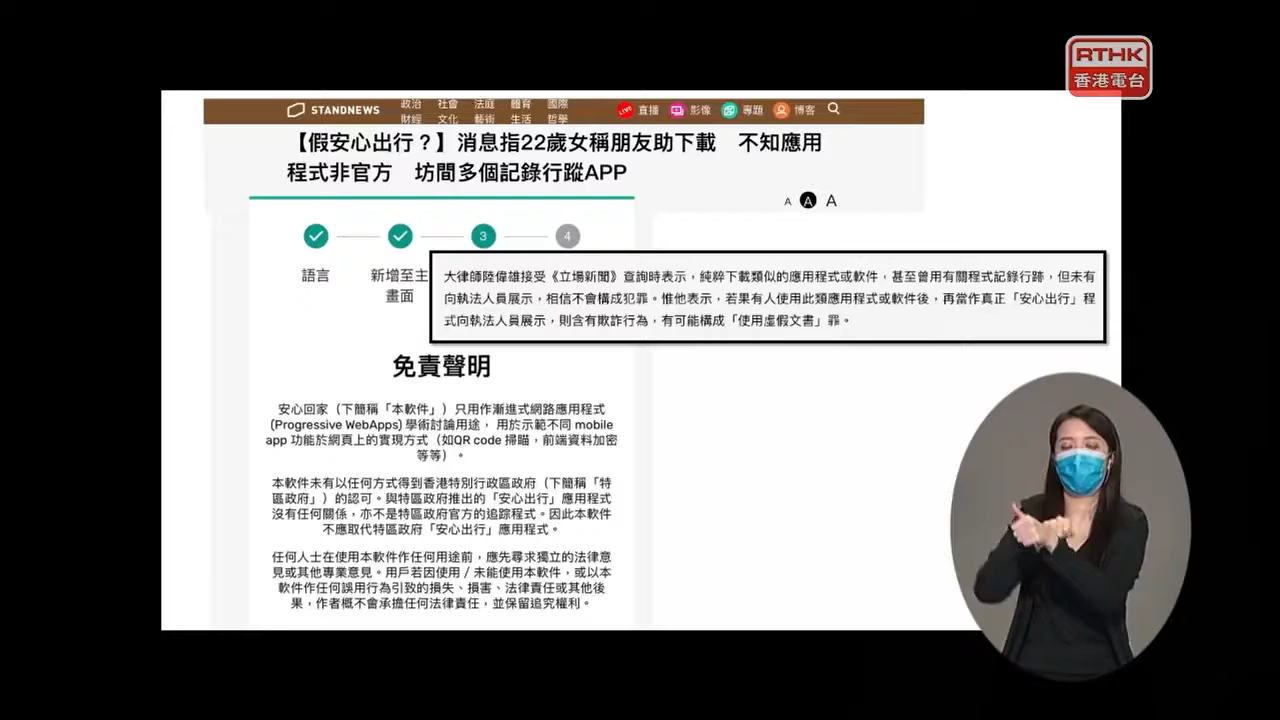 RTHK
香港電台
STANDNEWS 政治 社會 法庭 體育 國際
財經 文化 藝術 生活 哲學
LIVE 直播 影像 專題 博客
【假安心出行？】消息指22歲女稱朋友助下載　不知應用
程式非官方　坊間多個記錄行蹤APP
A A A
3 4
語言 新增至主
畫面
大律師陸偉雄接受《立場新聞》查詢時表示，純粹下載類似的應用程式或軟件，甚至曾用有關程式記錄行跡，但未有
向執法人員展示，相信不會構成犯罪。惟他表示，若果有人使用此類應用程式或軟件後，再當作真正「安心出行」程
式向執法人員展示，則含有欺詐行為，有可能構成「使用虛假文書」罪。
免責聲明
安心回家（下簡稱「本軟件」）只用作漸進式網路應用程式
(Progressive WebApps) 學術討論用途， 用於示範不同 mobile
app 功能於網頁上的實現方式（如QR code 掃瞄，前端資料加密
等等）。
本軟件未有以任何方式得到香港特別行政區政府（下簡稱「特
區政府」）的認可。與特區政府推出的「安心出行」應用程式
沒有任何關係，亦不是特區政府官方的追踪程式。因此本軟件
不應取代特區政府「安心出行」應用程式。
任何人士在使用本軟件作任何用途前，應先尋求獨立的法律意
見或其他專業意見。用戶若因使用 / 未能使用本軟件，或以本
軟件作任何誤用行為引致的損失、損害、法律責任或其他後
果，作者概不會承擔任何法律責任，並保留追究權利。